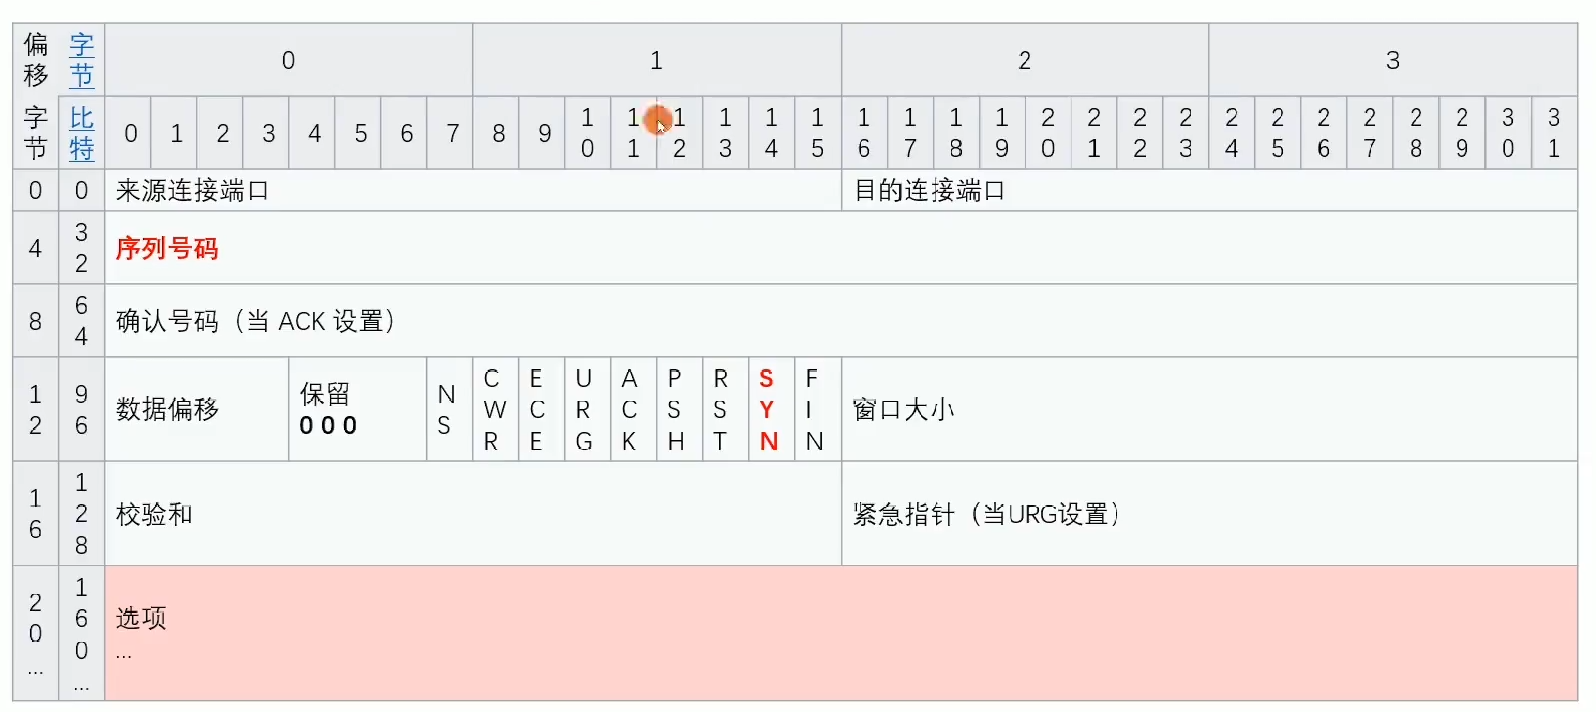 偏移 字节 0 1 2 3
字节 比特 0 1 2 3 4 5 6 7 8 9 10 11 12 13 14 15 16 17 18 19 20 21 22 23 24 25 26 27 28 29 30 31
0 0 来源连接端口 目的连接端口
4 32 序列号码
8 64 确认号码（当 ACK 设置）
12 96 数据偏移 保留 0 0 0 NS CWR ECE URG ACK PSH RST SYN FIN 窗口大小
16 128 校验和 紧急指针（当URG设置）
20 ... 160 ... 选项 ...